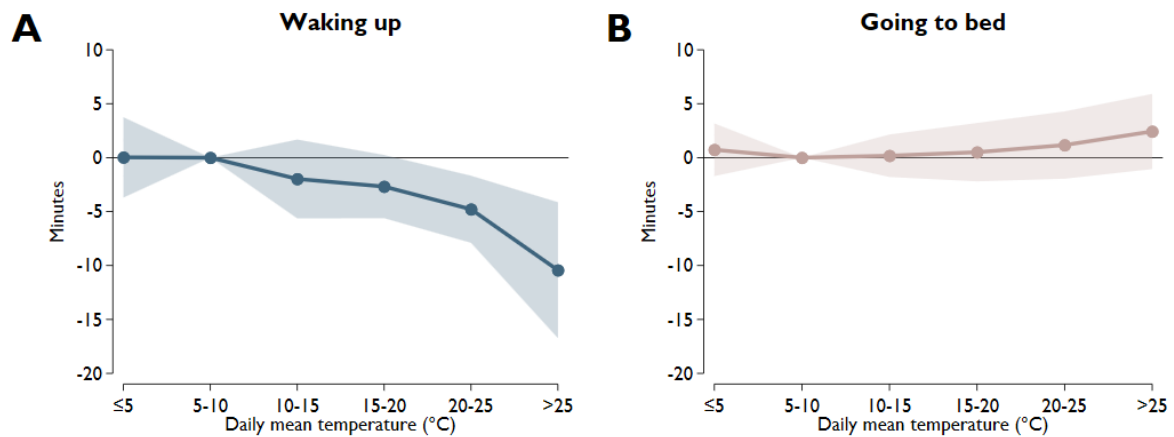 A
Waking up
10
5
0
-5
-10
-15
-20
Minutes
≤5 5-10 10-15 15-20 20-25 >25
Daily mean temperature (°C)
B
Going to bed
10
5
0
-5
-10
-15
-20
Minutes
≤5 5-10 10-15 15-20 20-25 >25
Daily mean temperature (°C)